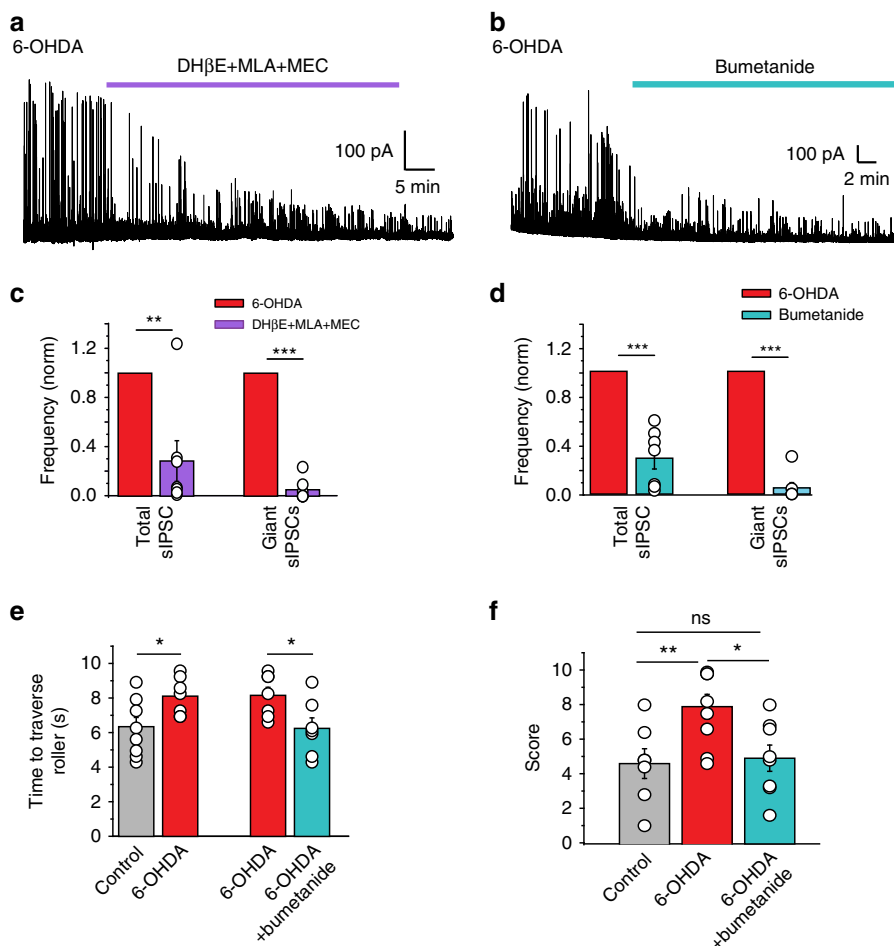 a
6-OHDA
DHβE+MLA+MEC
100 pA
5 min
b
6-OHDA
Bumetanide
100 pA
2 min
c
6-OHDA
DHβE+MLA+MEC
Frequency (norm)
1.2
0.8
0.4
0.0
**
***
Total
sIPSC
Giant
sIPSCs
d
6-OHDA
Bumetanide
Frequency (norm)
1.2
0.8
0.4
0.0
***
***
Total
sIPSC
Giant
sIPSCs
e
Time to traverse
roller (s)
10
8
6
4
2
0
*
*
Control
6-OHDA
6-OHDA
6-OHDA
+bumetanide
f
ns
**
*
Score
10
8
6
4
2
0
Control
6-OHDA
6-OHDA
+bumetanide